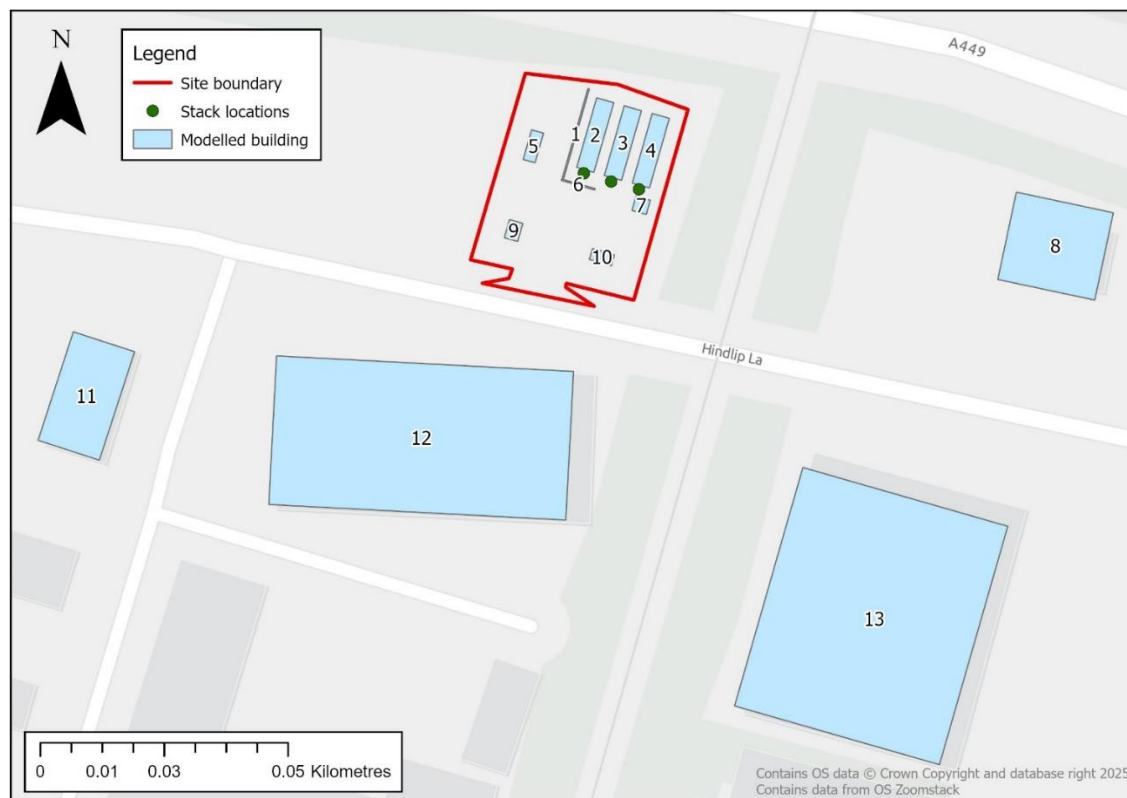 N
Legend
Site boundary
Stack locations
Modelled building
A449
1
2
3
4
5
6
7
8
9
10
Hindlip La
11
12
13
0 0.01 0.03 0.05 Kilometres
Contains OS data © Crown Copyright and database right 2025
Contains data from OS Zoomstack